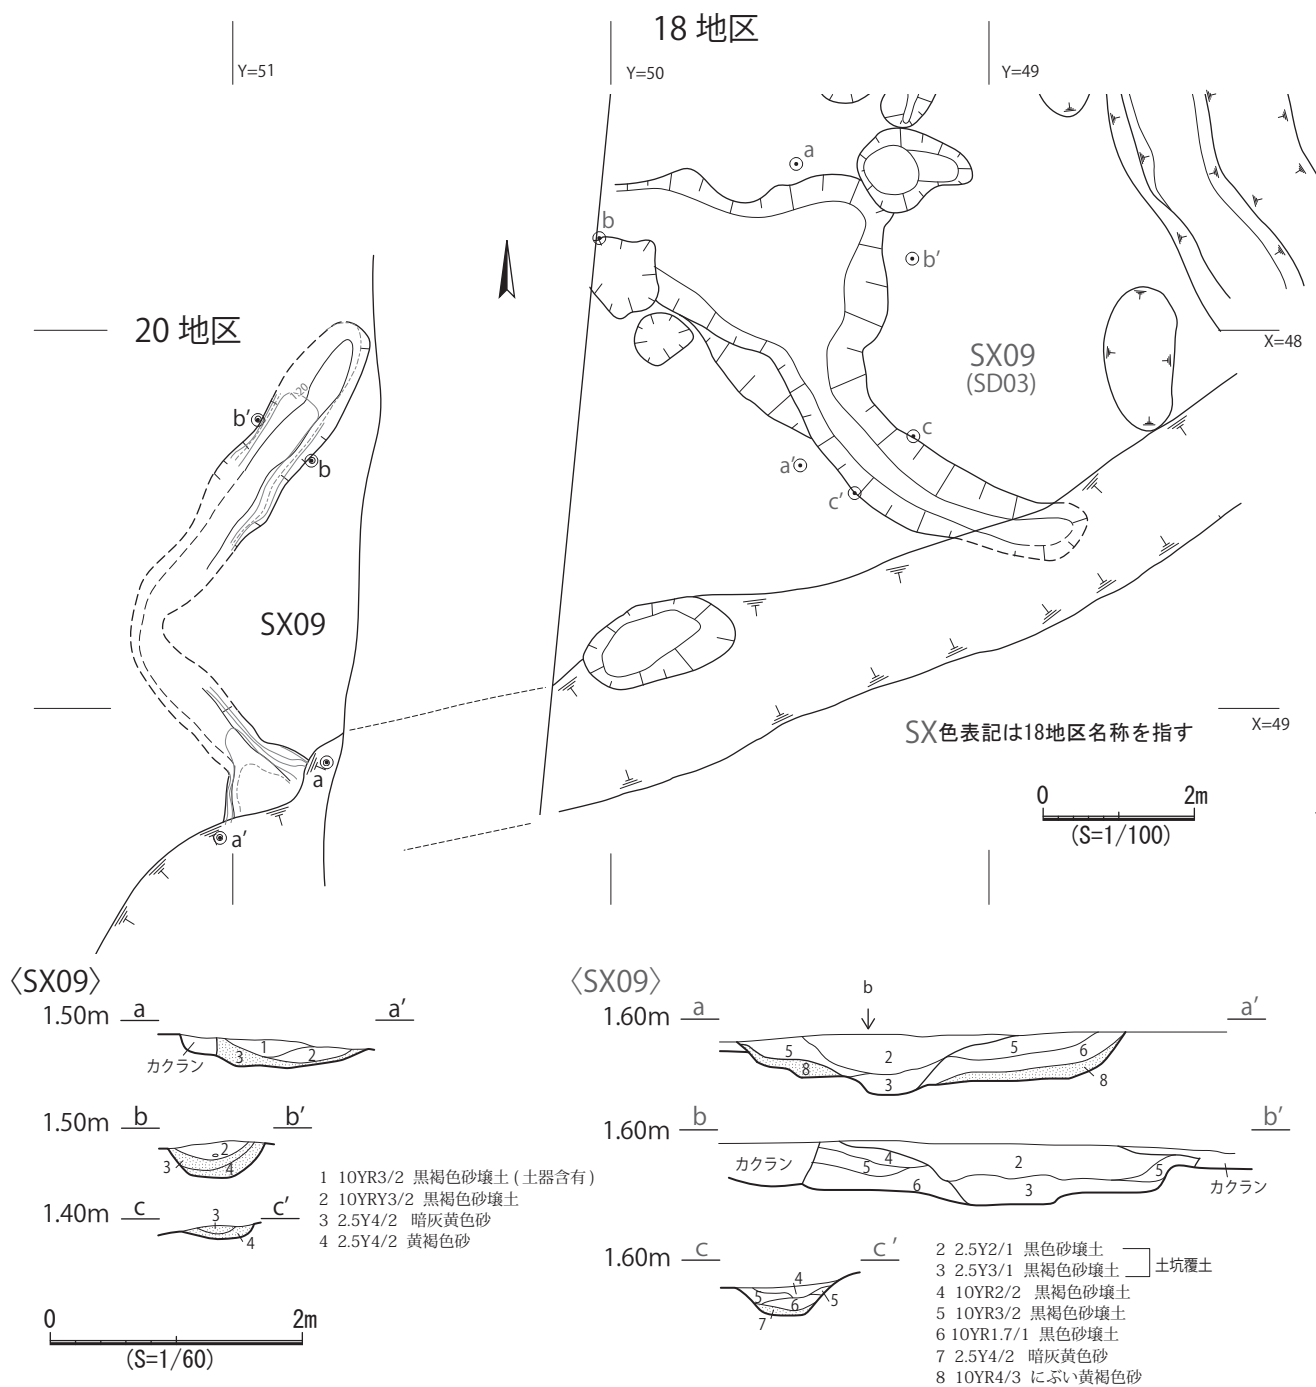 18 地区
Y=51
Y=50
Y=49
a
b
b′
20 地区
X=48
SX09
(SD03)
20
b′
c
b
a′
c′
SX09
X=49
SX色表記は18地区名称を指す
a
0 2m
(S=1/100)
a′
〈SX09〉
1.50m a a′
1
2
3
カクラン
1.50m b b′
2
3
4
1.40m c c′
3
4
1 10YR3/2 黒褐色砂壌土 ( 土器含有 )
2 10YRY3/2 黒褐色砂壌土
3 2.5Y4/2 暗灰黄色砂
4 2.5Y4/2 黄褐色砂
0 2m
(S=1/60)
〈SX09〉
b
1.60m a a′
5
2
5
6
8
3
8
1.60m b b′
カクラン
4
5
2
5
6
3
カクラン
1.60m c c′
4
5
6
5
7
2 2.5Y2/1 黒色砂壌土
3 2.5Y3/1 黒褐色砂壌土
土坑覆土
4 10YR2/2 黒褐色砂壌土
5 10YR3/2 黒褐色砂壌土
6 10YR1.7/1 黒色砂壌土
7 2.5Y4/2 暗灰黄色砂
8 10YR4/3 にぶい黄褐色砂